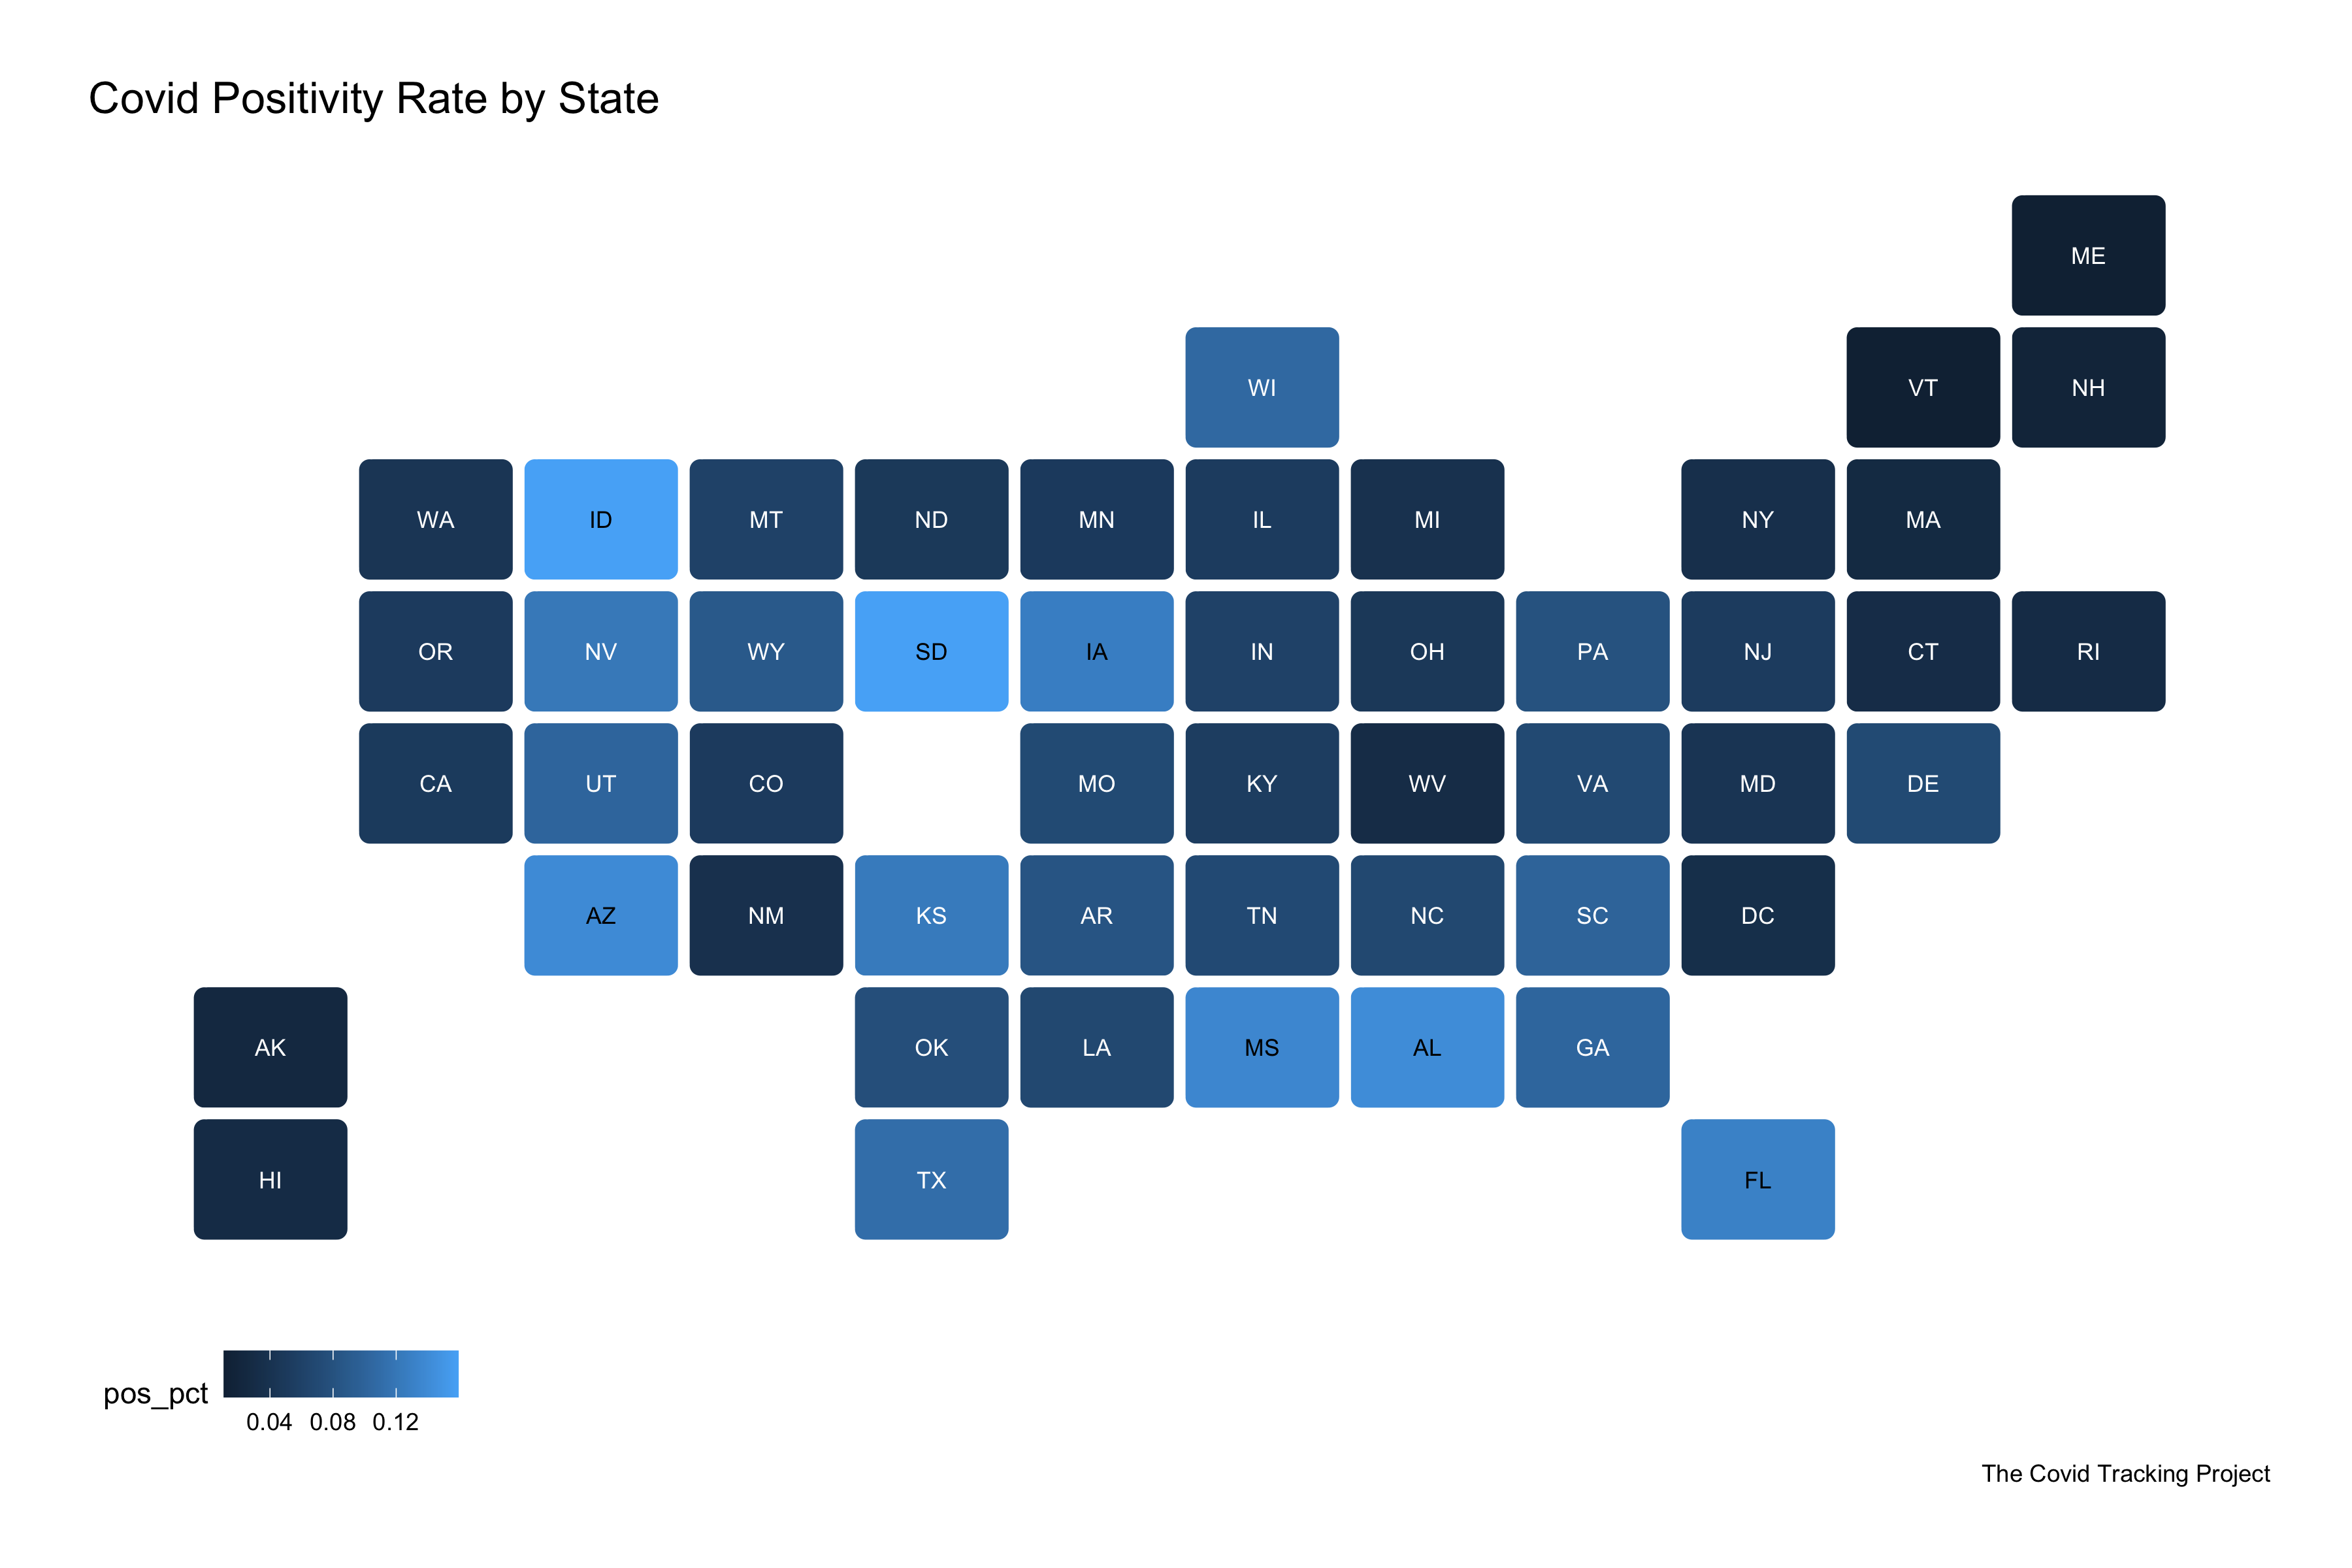 Covid Positivity Rate by State
ME
WI VT NH
WA ID MT ND MN IL MI NY MA
OR NV WY SD IA IN OH PA NJ CT RI
CA UT CO MO KY WV VA MD DE
AZ NM KS AR TN NC SC DC
AK OK LA MS AL GA
HI TX FL
pos_pct
0.04 0.08 0.12
The Covid Tracking Project